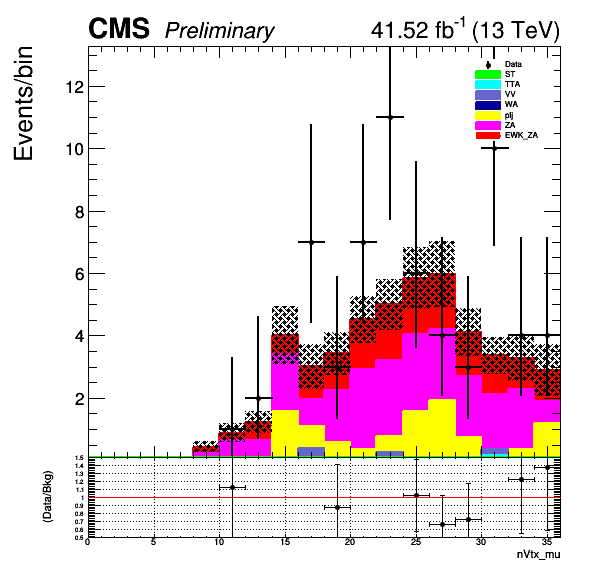 CMS Preliminary 41.52 fb-1 (13 TeV)
Events/bin
12
10
8
6
4
2
Data
ST
TTA
VV
WA
plj
ZA
EWK_ZA
(Data/Bkg)
1.5
1.4
1.3
1.2
1.1
1
0.9
0.8
0.7
0.6
0.5
0 5 10 15 20 25 30 35
nVtx_mu